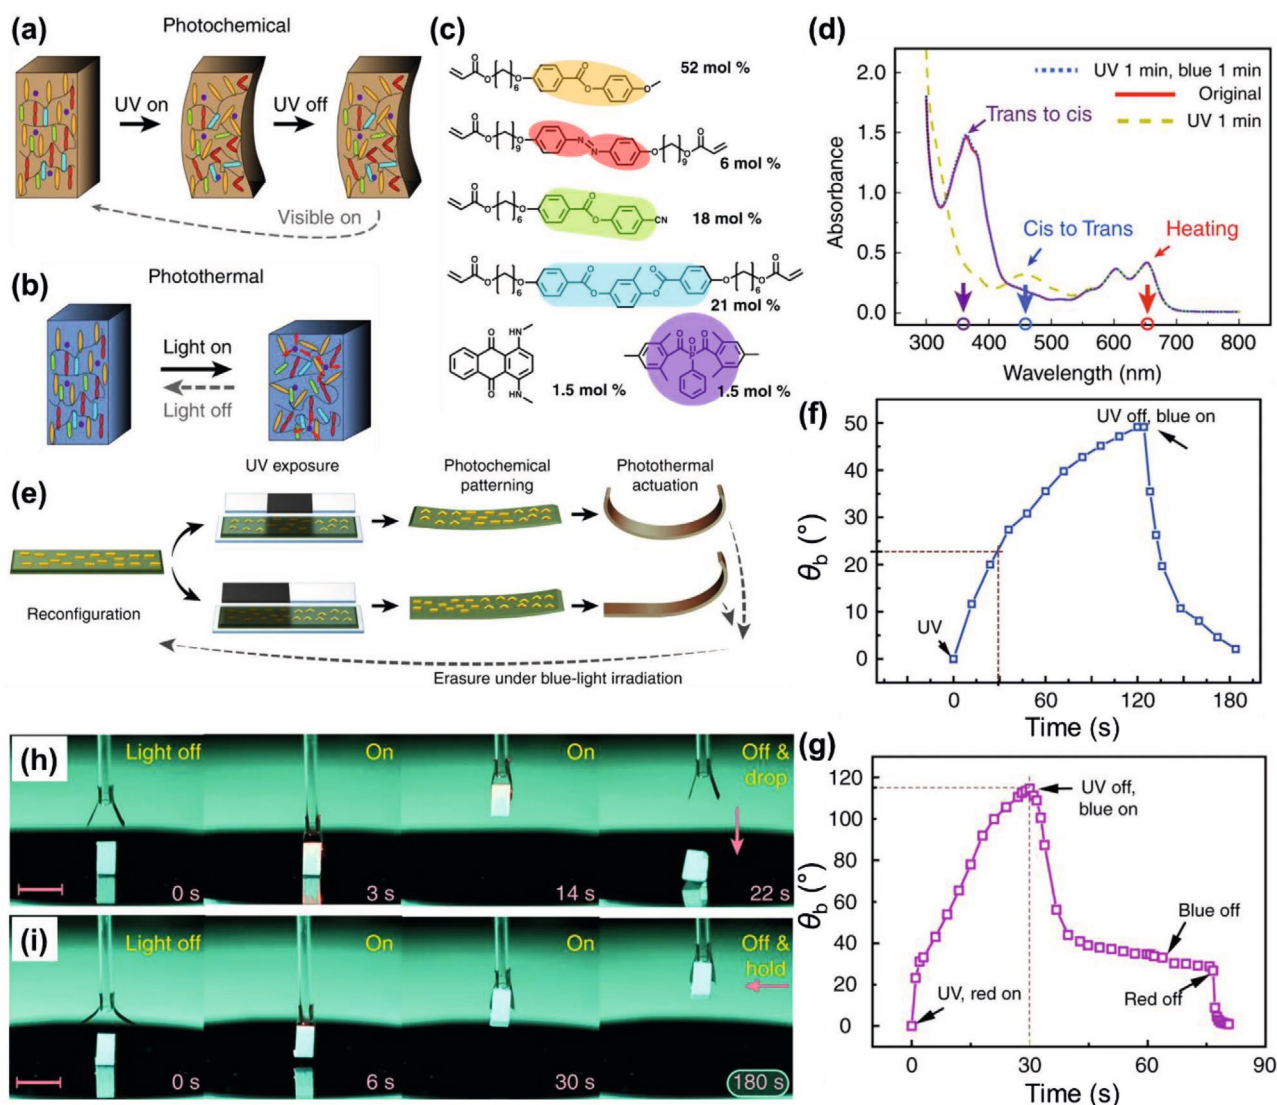 (a)
Photochemical
UV on
UV off
Visible on
(b)
Photothermal
Light on
Light off
(c)
52 mol %
6 mol %
18 mol %
21 mol %
1.5 mol %
1.5 mol %
(d)
2.0
1.5
1.0
0.5
0.0
Absorbance
UV 1 min, blue 1 min
Original
UV 1 min
Trans to cis
Cis to Trans
Heating
300 400 500 600 700 800
Wavelength (nm)
(e)
UV exposure
Photochemical
patterning
Photothermal
actuation
Reconfiguration
Erasure under blue-light irradiation
(f)
50
40
30
20
10
0
θb (°)
UV off, blue on
UV
0 60 120 180
Time (s)
(g)
120
100
80
60
40
20
0
θb (°)
UV off,
blue on
Blue off
UV, red on
Red off
0 30 60 90
Time (s)
(h)
Light off
On
On
Off &
drop
0 s
3 s
14 s
22 s
(i)
Light off
On
On
Off &
hold
0 s
6 s
30 s
180 s